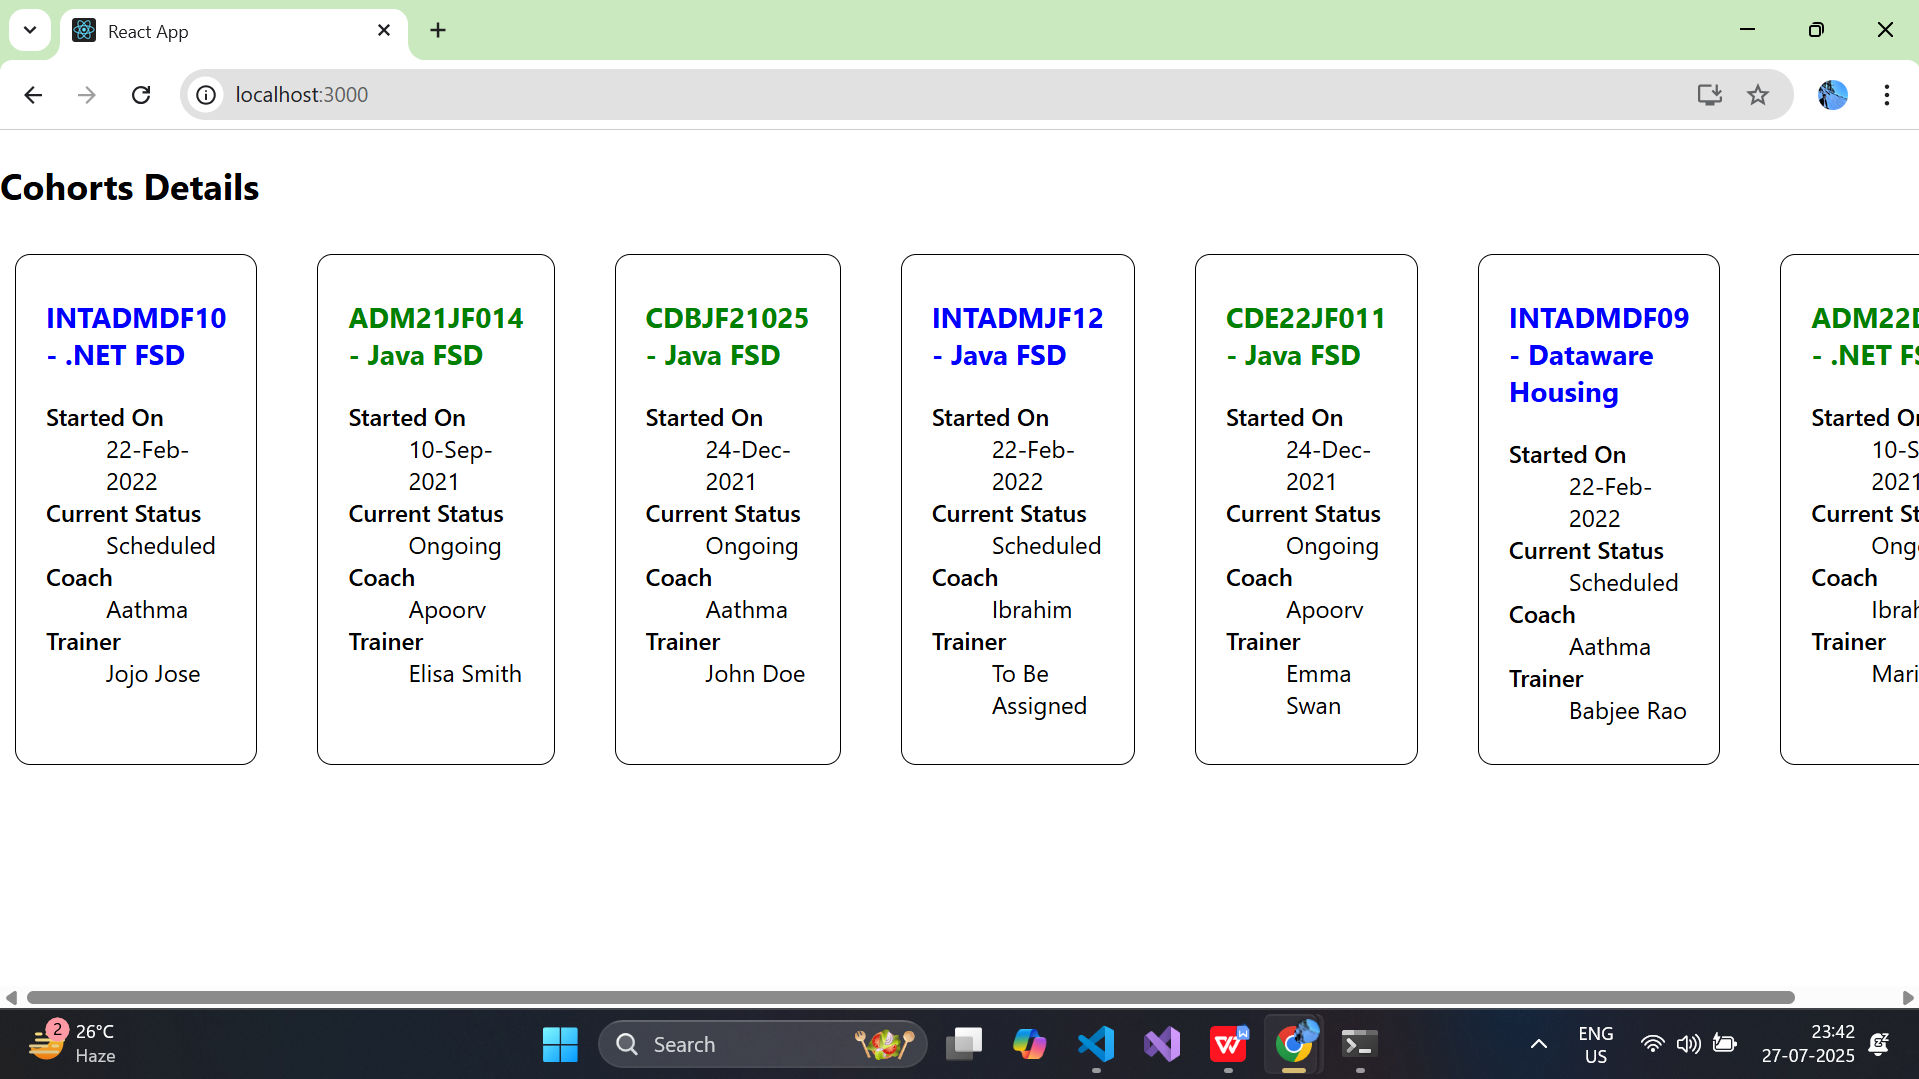 React App
localhost:3000
Cohorts Details
INTADMDF10
- .NET FSD
Started On
22-Feb-
2022
Current Status
Scheduled
Coach
Aathma
Trainer
Jojo Jose
ADM21JF014
- Java FSD
Started On
10-Sep-
2021
Current Status
Ongoing
Coach
Apoorv
Trainer
Elisa Smith
CDBJF21025
- Java FSD
Started On
24-Dec-
2021
Current Status
Ongoing
Coach
Aathma
Trainer
John Doe
INTADMJF12
- Java FSD
Started On
22-Feb-
2022
Current Status
Scheduled
Coach
Ibrahim
Trainer
To Be
Assigned
CDE22JF011
- Java FSD
Started On
24-Dec-
2021
Current Status
Ongoing
Coach
Apoorv
Trainer
Emma
Swan
INTADMDF09
- Dataware
Housing
Started On
22-Feb-
2022
Current Status
Scheduled
Coach
Aathma
Trainer
Babjee Rao
- .NET
Started
2021
Current
Coach
Trainer
2
26°C
Haze
Search
ENG
US
23:42
27-07-2025